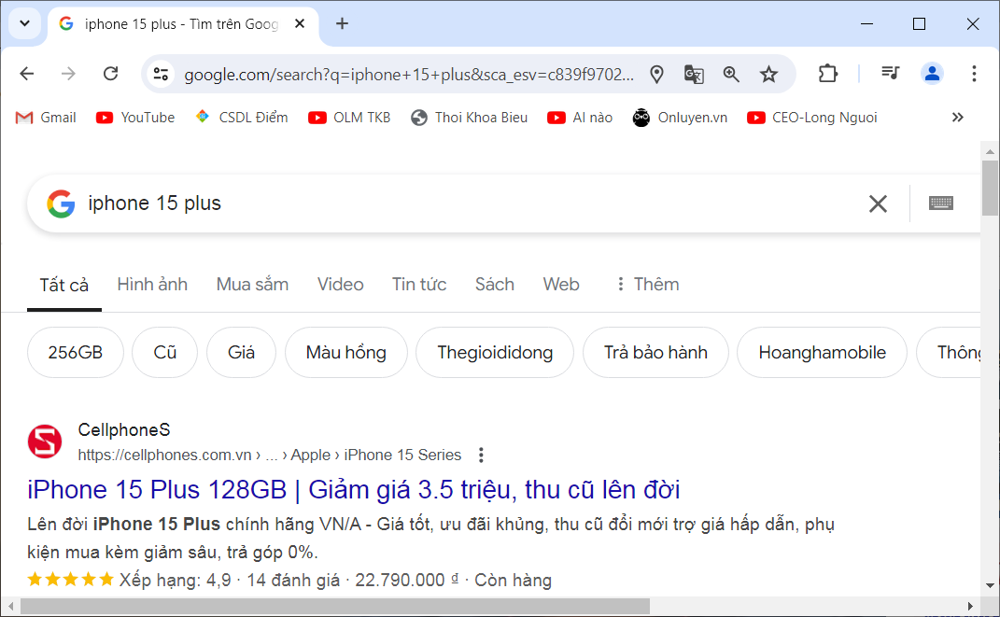 iphone 15 plus - Tìm trên Goog
google.com/search?q=iphone+15+plus&sca_esv=c839f9702...
Gmail YouTube CSDL Điểm OLM TKB Thoi Khoa Bieu AI nào Onluyen.vn CEO-Long Nguoi
iphone 15 plus
Tất cả Hình ảnh Mua sắm Video Tin tức Sách Web Thêm
256GB Cũ Giá Màu hồng Thegioididong Trả bảo hành Hoanghamobile Thông
CellphoneS
https://cellphones.com.vn › ... › Apple › iPhone 15 Series
iPhone 15 Plus 128GB | Giảm giá 3.5 triệu, thu cũ lên đời
Lên đời iPhone 15 Plus chính hãng VN/A - Giá tốt, ưu đãi khủng, thu cũ đổi mới trợ giá hấp dẫn, phụ
kiện mua kèm giảm sâu, trả góp 0%.
Xếp hạng: 4,9 · 14 đánh giá · 22.790.000 ₫ · Còn hàng